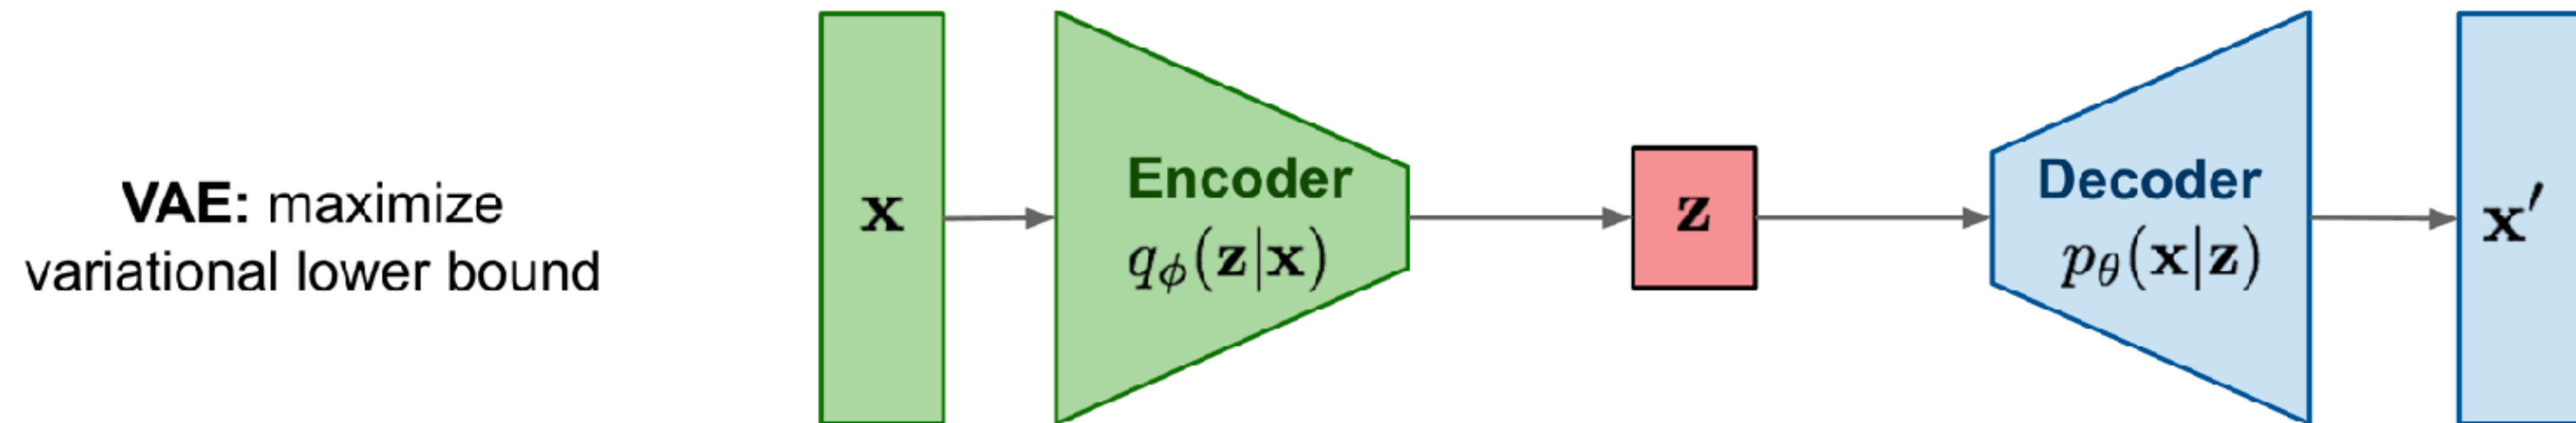 VAE: maximize
variational lower bound
x
Encoder
qϕ(z|x)
z
Decoder
pθ(x|z)
x′